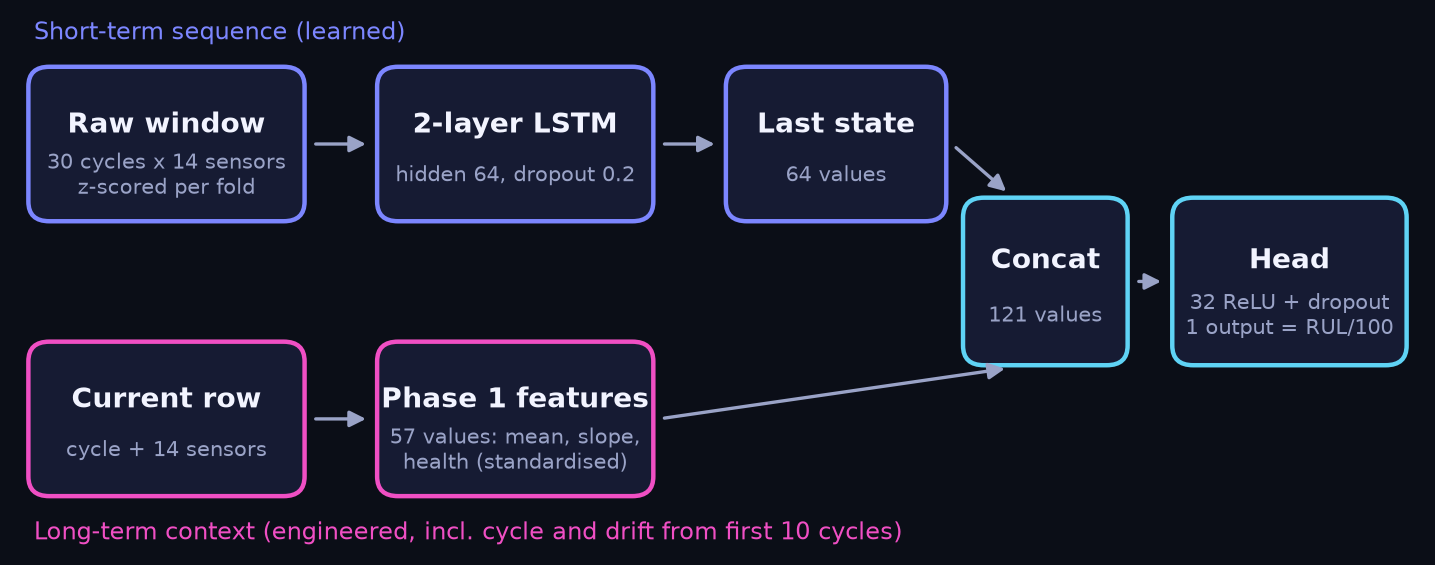 Short-term sequence (learned)
Raw window
30 cycles x 14 sensors
z-scored per fold
2-layer LSTM
hidden 64, dropout 0.2
Last state
64 values
Concat
121 values
Head
32 ReLU + dropout
1 output = RUL/100
Current row
cycle + 14 sensors
Phase 1 features
57 values: mean, slope,
health (standardised)
Long-term context (engineered, incl. cycle and drift from first 10 cycles)